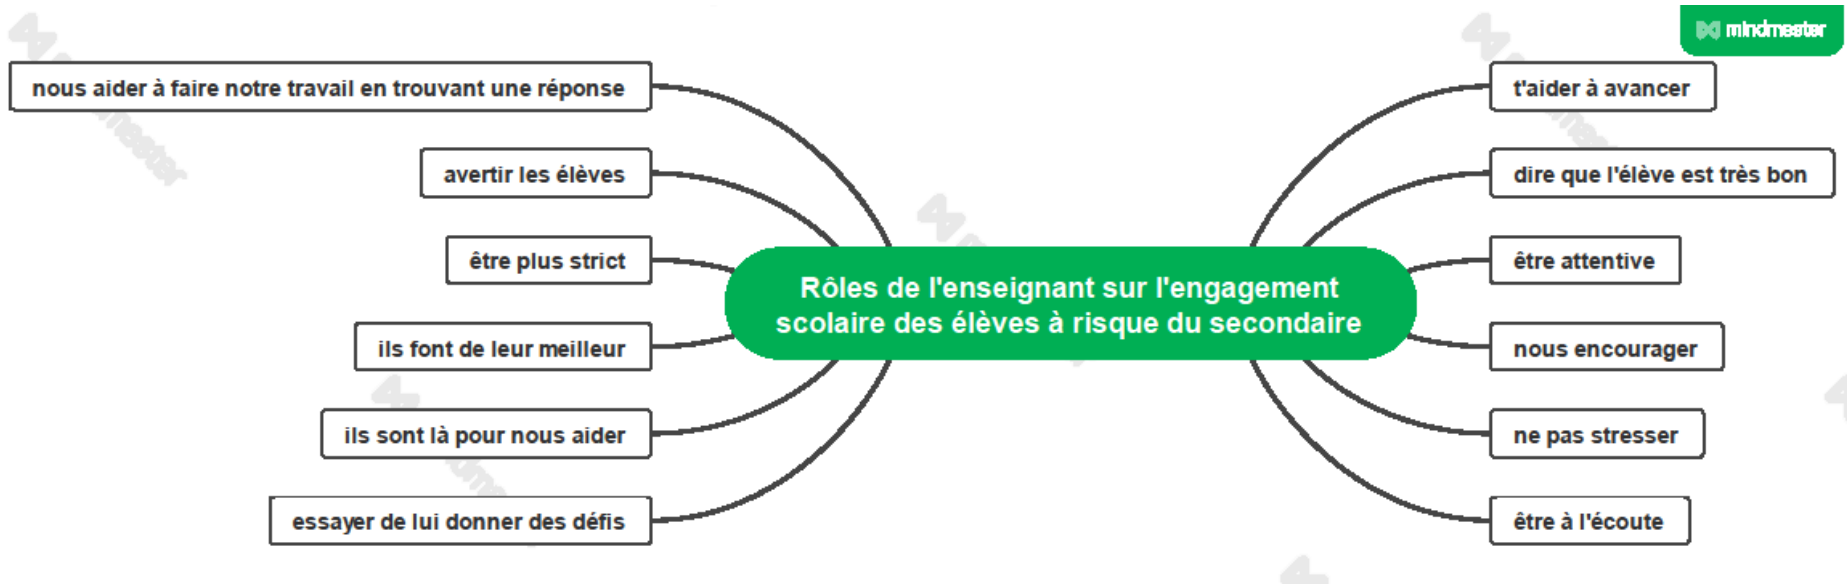 mindmeister
nous aider à faire notre travail en trouvant une réponse
avertir les élèves
être plus strict
ils font de leur meilleur
ils sont là pour nous aider
essayer de lui donner des défis
Rôles de l'enseignant sur l'engagement
scolaire des élèves à risque du secondaire
t'aider à avancer
dire que l'élève est très bon
être attentive
nous encourager
ne pas stresser
être à l'écoute